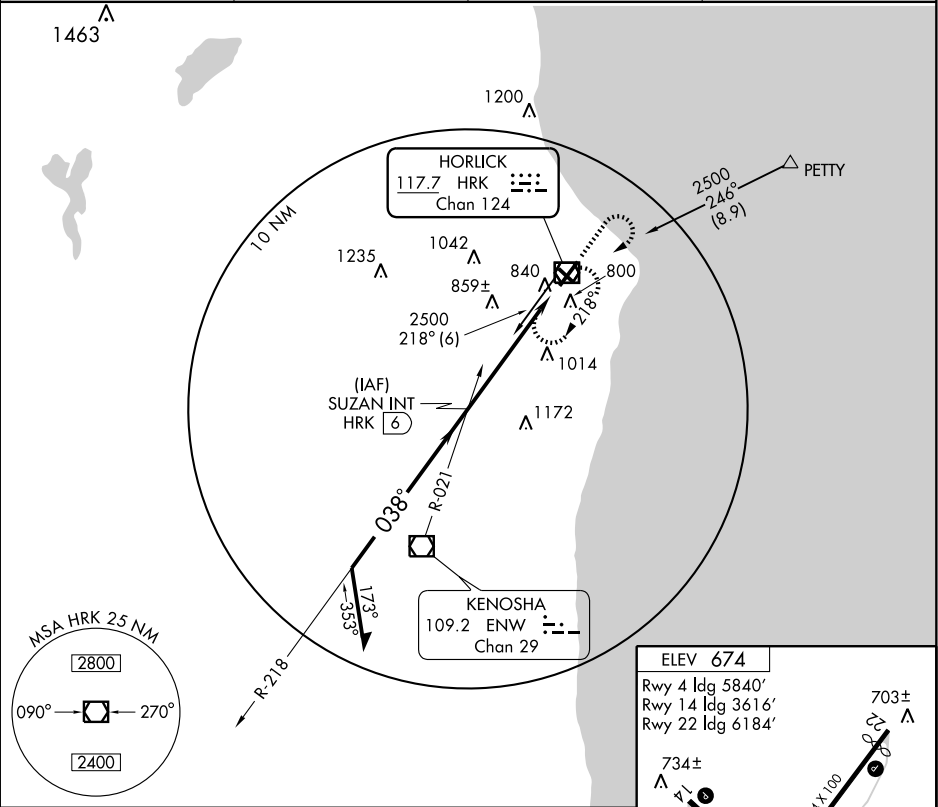 1463
1200
HORLICK
117.7 HRK
Chan 124
PETTY
2500
246°
(8.9)
10 NM
1235
1042
859±
840
800
2500
218° (6)
218°
1014
(IAF)
SUZAN INT
HRK 6
1172
R-021
038°
173°
353°
KENOSHA
109.2 ENW
Chan 29
R-218
MSA HRK 25 NM
2800
090°
270°
2400
ELEV 674
Rwy 4 ldg 5840'
Rwy 14 ldg 3616'
Rwy 22 ldg 6184'
703±
22
734±
14
P
P
X 100